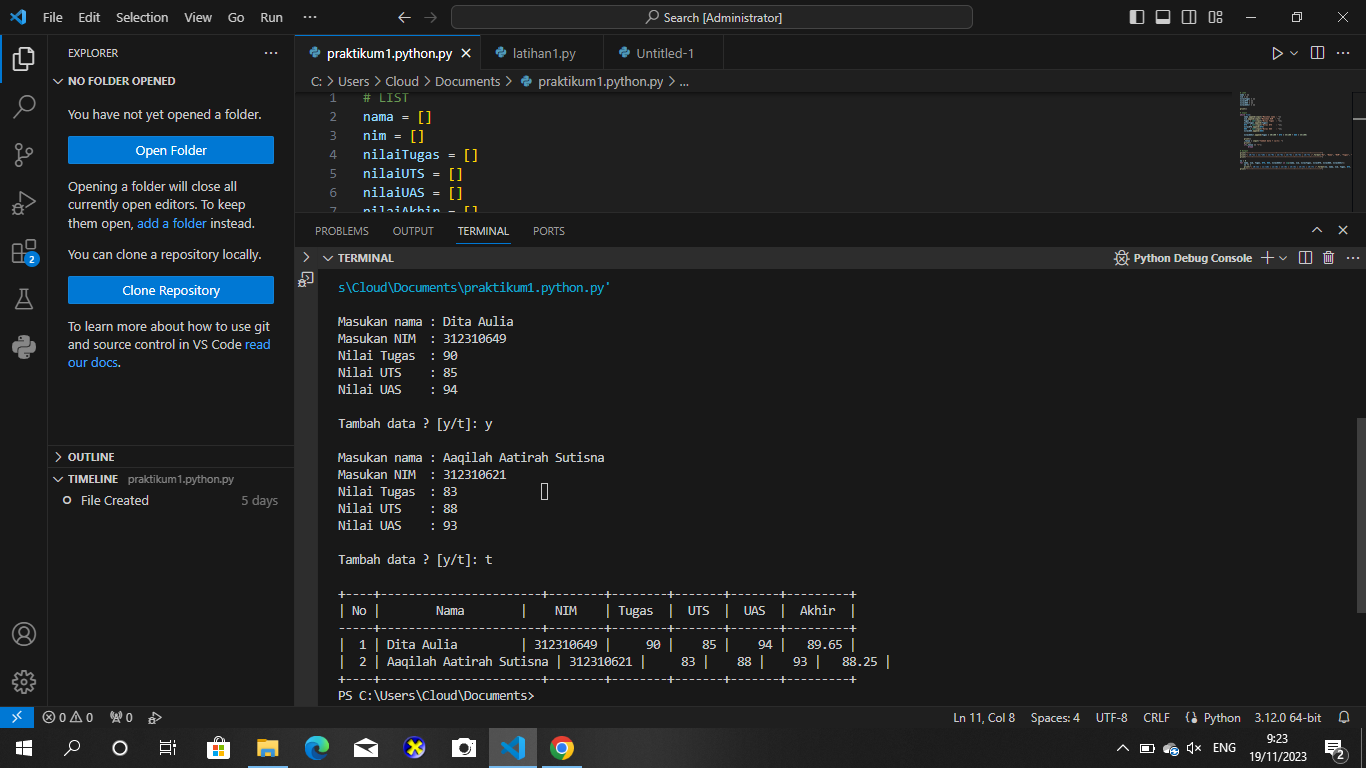 File Edit Selection View Go Run ··· Search [Administrator]
EXPLORER ···
NO FOLDER OPENED
You have not yet opened a folder.
Open Folder
Opening a folder will close all
currently open editors. To keep
them open, add a folder instead.
You can clone a repository locally.
Clone Repository
To learn more about how to use git
and source control in VS Code read
our docs.
OUTLINE
TIMELINE praktikum1.python.py
File Created 5 days
2
praktikum1.python.py latihan1.py Untitled-1
C: > Users > Cloud > Documents > praktikum1.python.py > ...
1 # LIST
2 nama = []
3 nim = []
4 nilaiTugas = []
5 nilaiUTS = []
6 nilaiUAS = []
7 nilaiAkhir = []
PROBLEMS OUTPUT TERMINAL PORTS
TERMINAL Python Debug Console
s\Cloud\Documents\praktikum1.python.py'
Masukan nama : Dita Aulia
Masukan NIM  : 312310649
Nilai Tugas  : 90
Nilai UTS    : 85
Nilai UAS    : 94
Tambah data ? [y/t]: y
Masukan nama : Aaqilah Aatirah Sutisna
Masukan NIM  : 312310621
Nilai Tugas  : 83
Nilai UTS    : 88
Nilai UAS    : 93
Tambah data ? [y/t]: t
+----+-----------------------+--------+--------+-------+-------+---------+
| No |        Nama        |    NIM    | Tugas  |  UTS  |  UAS  |  Akhir  |
-----+-----------------------+--------+--------+-------+-------+---------+
|  1 | Dita Aulia         | 312310649 |     90 |    85 |    94 |   89.65 |
|  2 | Aaqilah Aatirah Sutisna | 312310621 |     83 |    88 |    93 |   88.25 |
+----+-----------------------+--------+--------+-------+-------+---------+
PS C:\Users\Cloud\Documents>
0 0 0 Ln 11, Col 8 Spaces: 4 UTF-8 CRLF Python 3.12.0 64-bit
ENG 9:23
19/11/2023 2